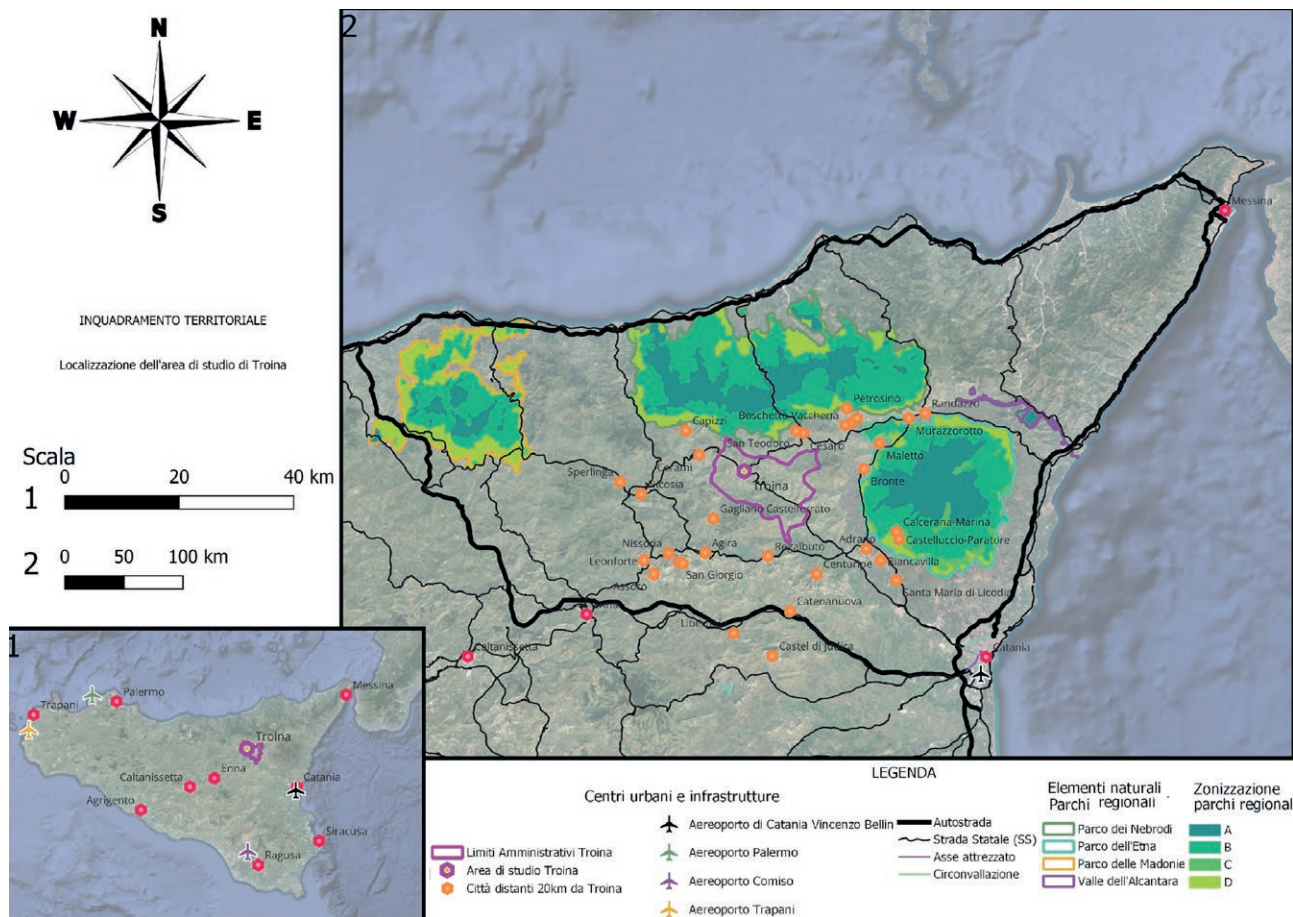 N
W
E
S
INQUADRAMENTO TERRITORIALE
Localizzazione dell'area di studio di Troina
Scala
1
0 20 40 km
2
0 50 100 km
2
Messina
Petrosino
Randazzo
Capizzi
Boschetto Vaccheria
Murazzorotto
San Teodoro
Cesarò
Maletto
Cerami
Sperlinga
Troina
Bronte
Nicosia
Gagliano Castelferrato
Calcerana-Marina
Castelluccio-Paratore
Nissoria
Agira
Regalbuto
Adrano
Leonforte
San Giorgio
Centuripe
Biancavilla
Assoro
Santa Maria di Licodia
Catenanuova
Caltanissetta
Castel di Judica
Catania
1
Palermo
Messina
Trapani
Troina
Enna
Caltanissetta
Catania
Agrigento
Siracusa
Ragusa
LEGENDA
Centri urbani e infrastrutture
Limiti Amministrativi Troina
Area di studio Troina
Città distanti 20km da Troina
Aereoporto di Catania Vincenzo Bellin
Aereoporto Palermo
Aereoporto Comiso
Aereoporto Trapani
Autostrada
Strada Statale (SS)
Asse attrezzato
Circonvallazione
Elementi naturali
Parchi regionali
Parco dei Nebrodi
Parco dell'Etna
Parco delle Madonie
Valle dell'Alcantara
Zonizzazione
parchi regional
A
B
C
D